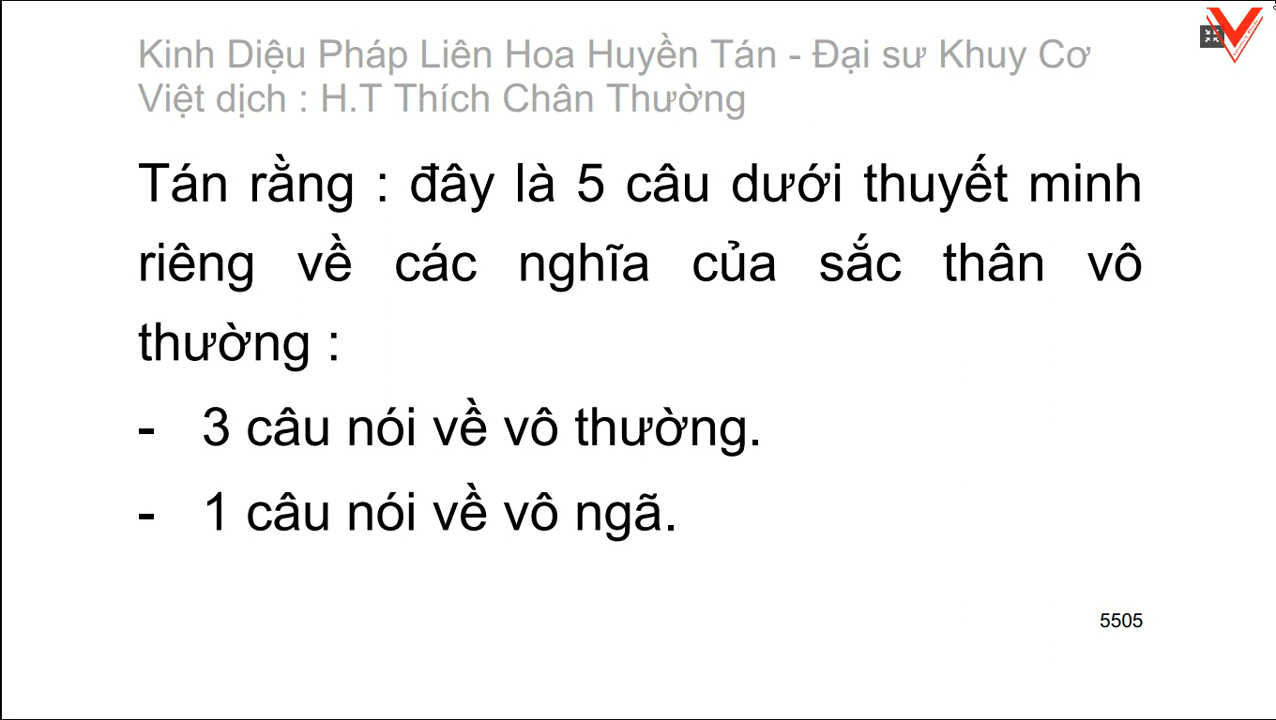 Kinh Diệu Pháp Liên Hoa Huyền Tán - Đại sư Khuy Cơ
Việt dịch : H.T Thích Chân Thường
Tán rằng : đây là 5 câu dưới thuyết minh
riêng về các nghĩa của sắc thân vô
thường :
- 3 câu nói về vô thường.
- 1 câu nói về vô ngã.
5505